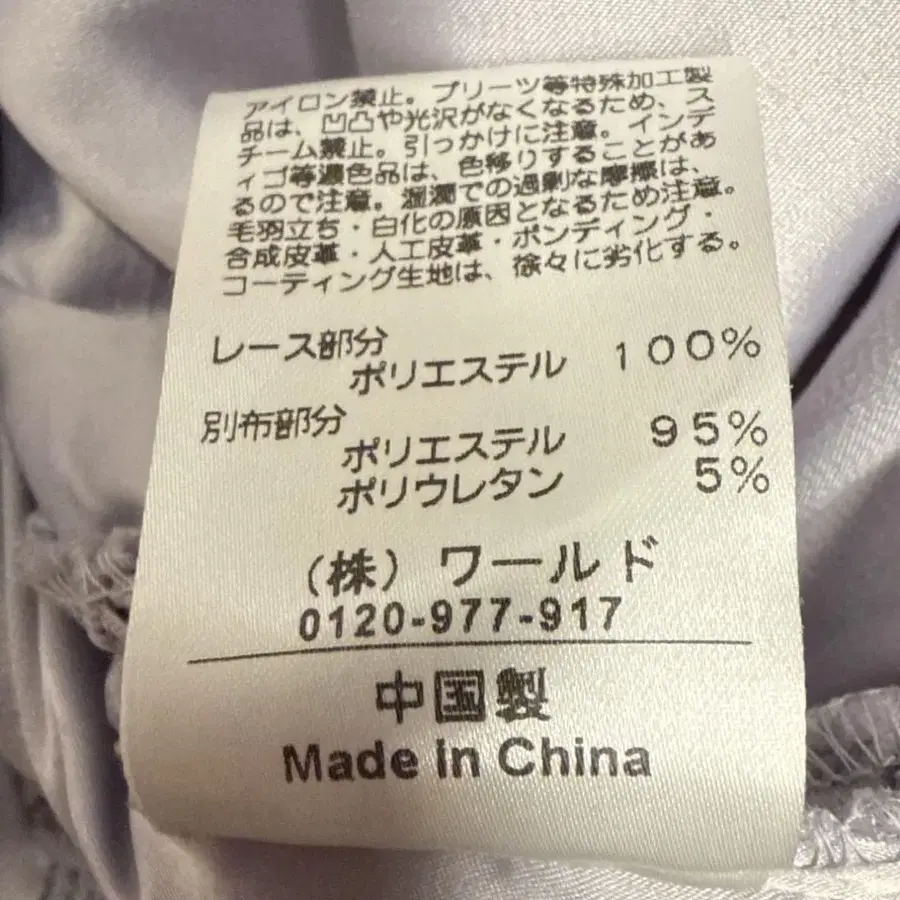 アイロン禁止。プリーツ等特殊加工製
品は、凹凸や光沢がなくなるため、ス
チーム禁止。引っかけに注意。インデ
ィゴ等濃色品は、色移りすることがあ
るので注意。湿潤での過剰な摩擦は、
毛羽立ち・白化の原因となるため注意。
合成皮革・人工皮革・ボンディング・
コーティング生地は、徐々に劣化する。
レース部分
ポリエステル 100%
別布部分
ポリエステル 95%
ポリウレタン 5%
(株) ワールド
0120-977-917
中国製
Made in China